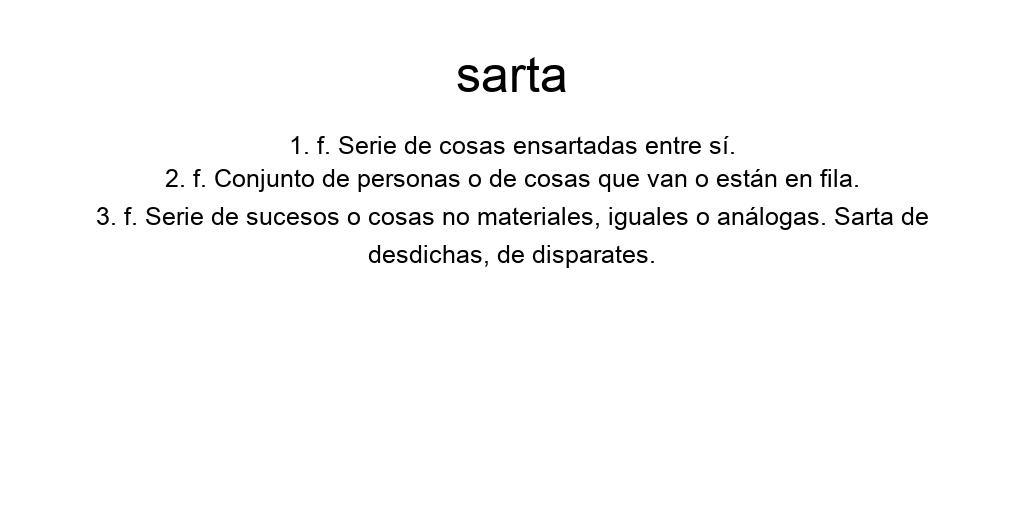 sarta
1. f. Serie de cosas ensartadas entre sí.
2. f. Conjunto de personas o de cosas que van o están en fila.
3. f. Serie de sucesos o cosas no materiales, iguales o análogas. Sarta de
desdichas, de disparates.